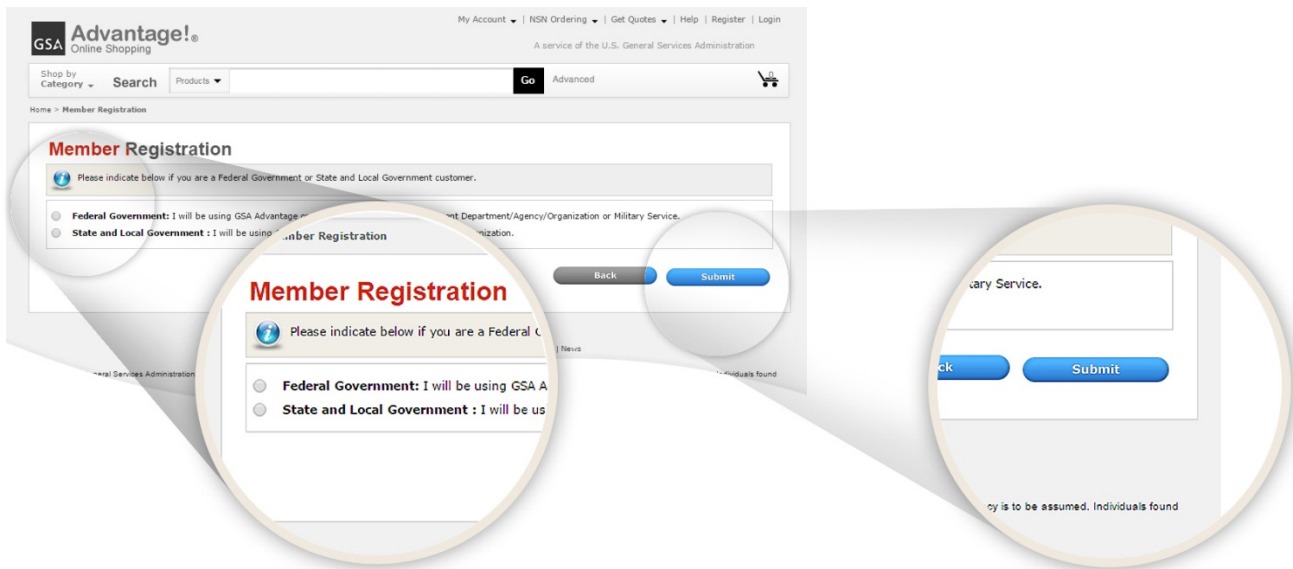 My Account | NSN Ordering | Get Quotes | Help | Register | Login
GSA Advantage!®
Online Shopping
A service of the U.S. General Services Administration
Shop by
Category
Search Products Go Advanced
0
Home > Member Registration
Member Registration
Please indicate below if you are a Federal Government or State and Local Government customer.
Federal Government: I will be using GSA Advantage
nt Department/Agency/Organization or Military Service.
State and Local Government : I will be using
nization.
Back Submit
| News
neral Services Administration
individuals found
mber Registration
Member Registration
Please indicate below if you are a Federal G
Federal Government: I will be using GSA A
State and Local Government : I will be us
tary Service.
ck Submit
cy is to be assumed. Individuals found